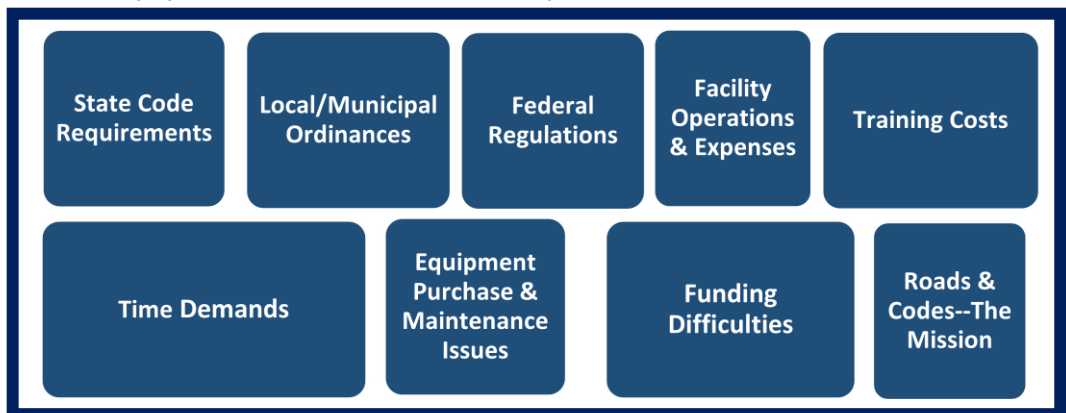 State Code
Requirements
Local/Municipal
Ordinances
Federal
Regulations
Facility
Operations
& Expenses
Training Costs
Time Demands
Equipment
Purchase &
Maintenance
Issues
Funding
Difficulties
Roads &
Codes--The
Mission